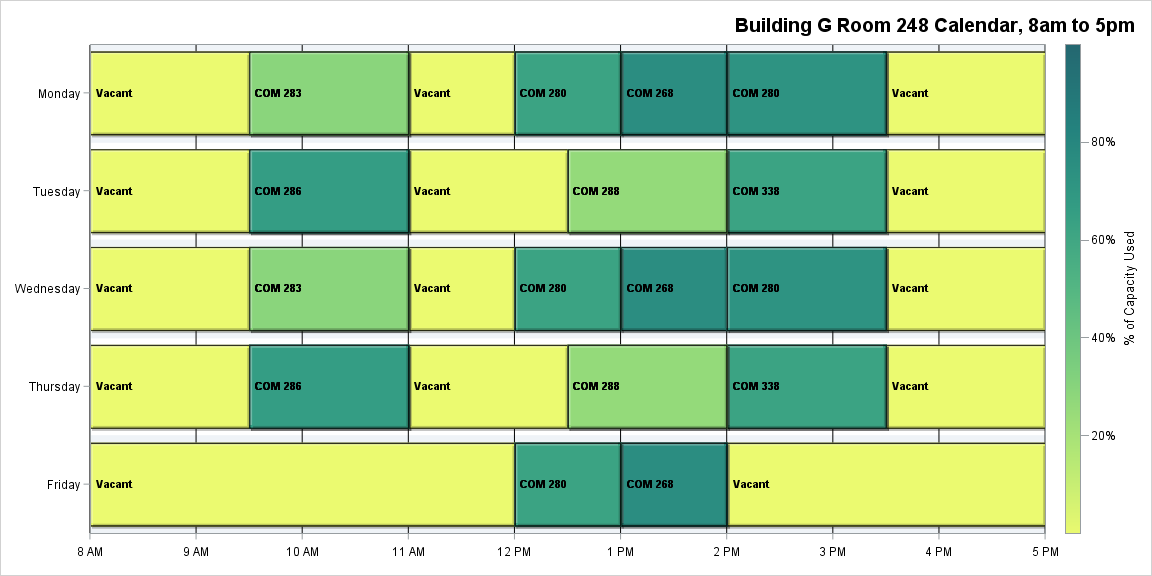 Building G Room 248 Calendar, 8am to 5pm
Monday
Vacant
COM 283
Vacant
COM 280
COM 268
COM 280
Vacant
Tuesday
Vacant
COM 286
Vacant
COM 288
COM 338
Vacant
Wednesday
Vacant
COM 283
Vacant
COM 280
COM 268
COM 280
Vacant
Thursday
Vacant
COM 286
Vacant
COM 288
COM 338
Vacant
Friday
Vacant
COM 280
COM 268
Vacant
8 AM
9 AM
10 AM
11 AM
12 PM
1 PM
2 PM
3 PM
4 PM
5 PM
80%
60%
40%
20%
% of Capacity Used